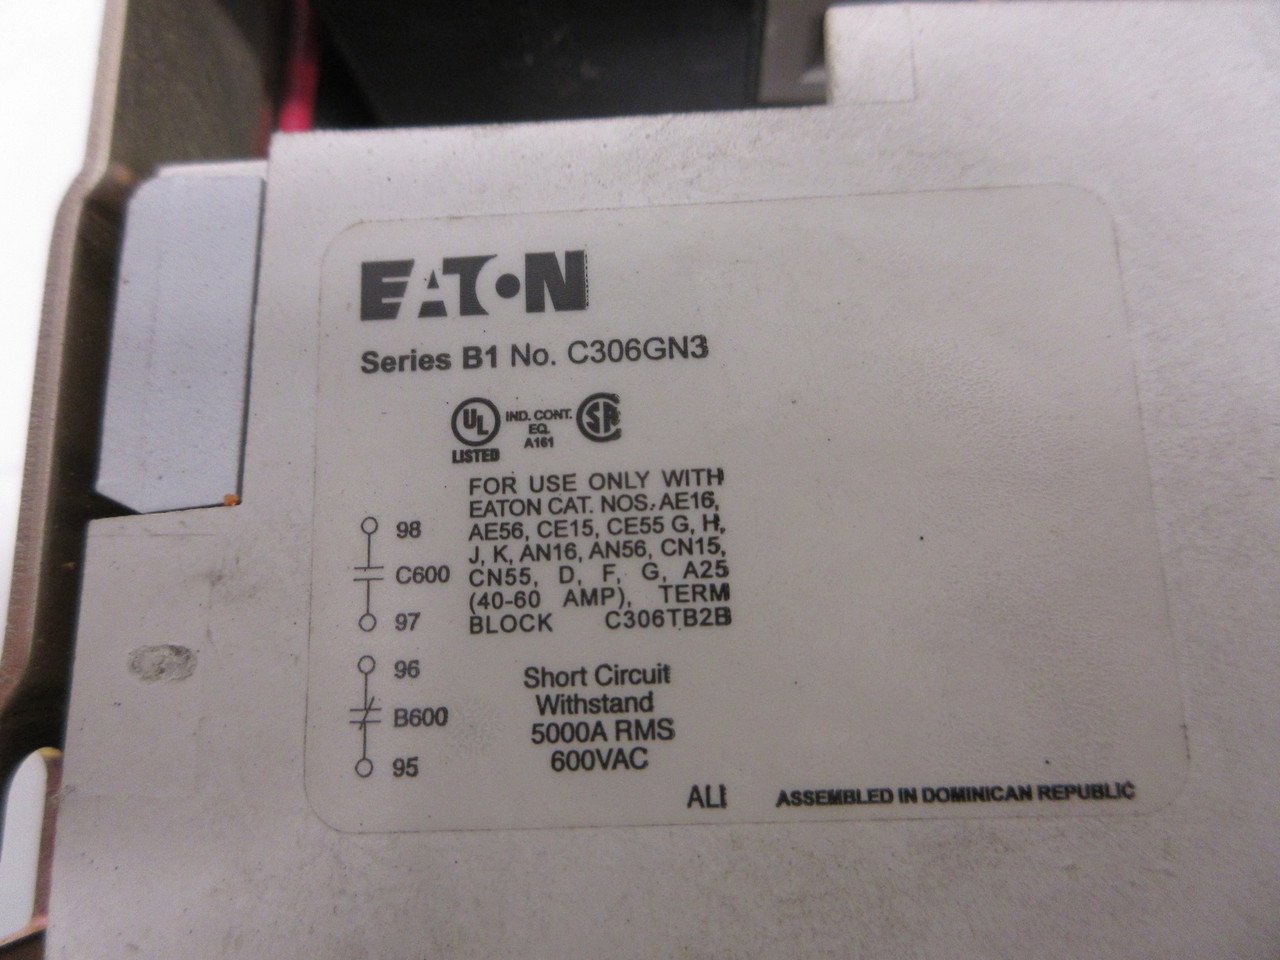 EATON
Series B1 No. C306GN3
UL
LISTED
IND. CONT.
EQ.
A161
SA
FOR USE ONLY WITH
EATON CAT. NOS. AE16,
AE56, CE15, CE55 G, H,
J, K, AN16, AN56, CN15,
CN55, D, F, G, A25
(40-60 AMP), TERM
BLOCK C306TB2B
98
C600
97
96
B600
95
Short Circuit
Withstand
5000A RMS
600VAC
ALI
ASSEMBLED IN DOMINICAN REPUBLIC